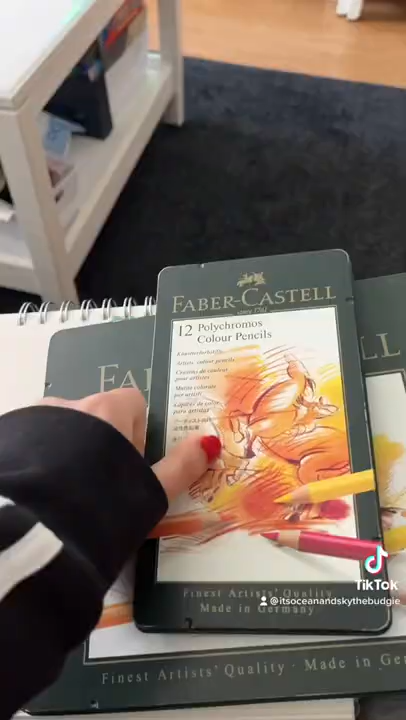 FABER-CASTELL
since 1761
12 Polychromos
Colour Pencils
Artists' colour pencils
Crayons de couleur
pour artistes
Matite colorate
per artisti
Lápices de color
para artistas
Finest Artists' Quality
Made in Germany
FA
LL
Finest Artists' Quality · Made in Ger
TikTok
@itsoceanandskythebudgie